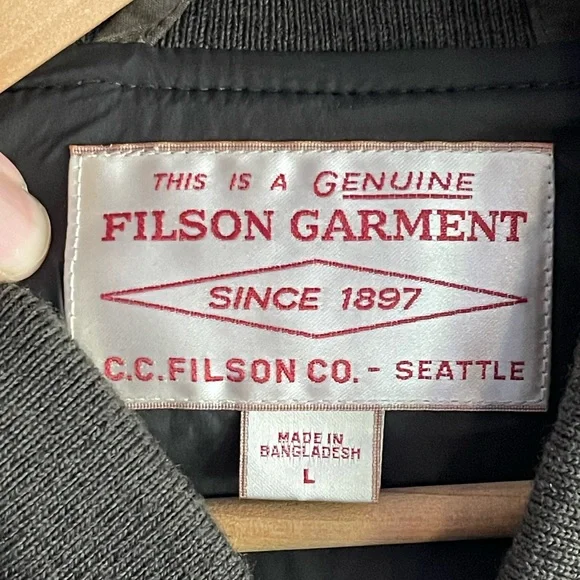 THIS IS A GENUINE
FILSON GARMENT
SINCE 1897
C.C.FILSON CO. - SEATTLE
MADE IN
BANGLADESH
L